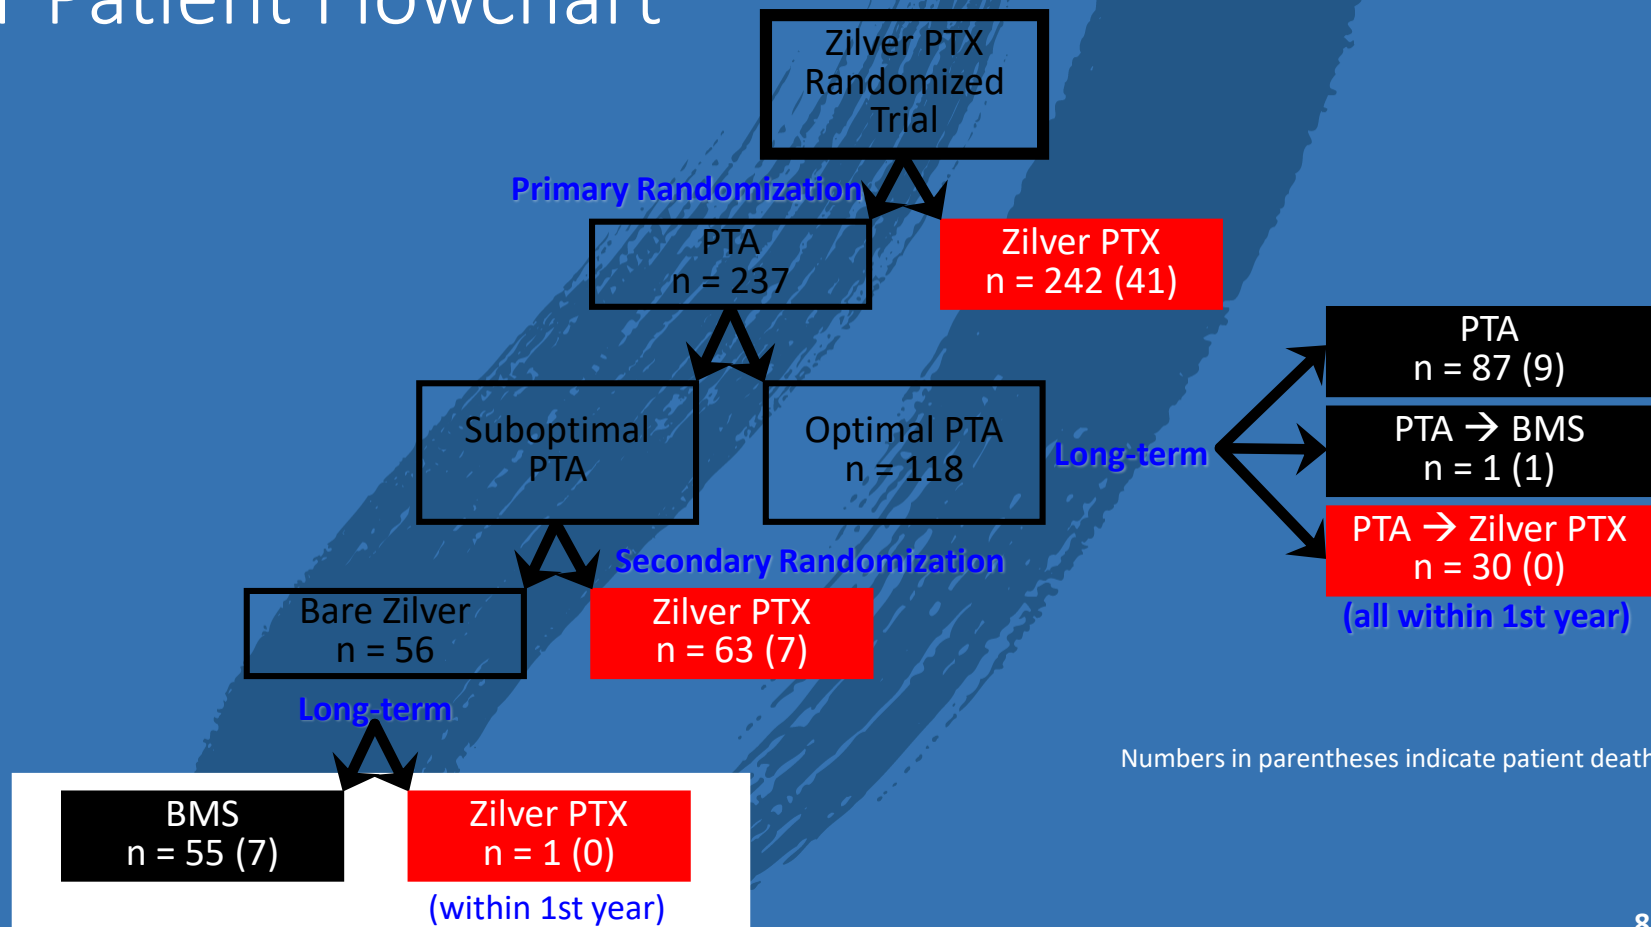 Patient Flowchart
Zilver PTX
Randomized
Trial
Primary Randomization
PTA
n = 237
Zilver PTX
n = 242 (41)
Suboptimal
PTA
Optimal PTA
n = 118
Long-term
PTA
n = 87 (9)
PTA → BMS
n = 1 (1)
PTA → Zilver PTX
n = 30 (0)
(all within 1st year)
Secondary Randomization
Bare Zilver
n = 56
Zilver PTX
n = 63 (7)
Long-term
Numbers in parentheses indicate patient death
BMS
n = 55 (7)
Zilver PTX
n = 1 (0)
(within 1st year)
8